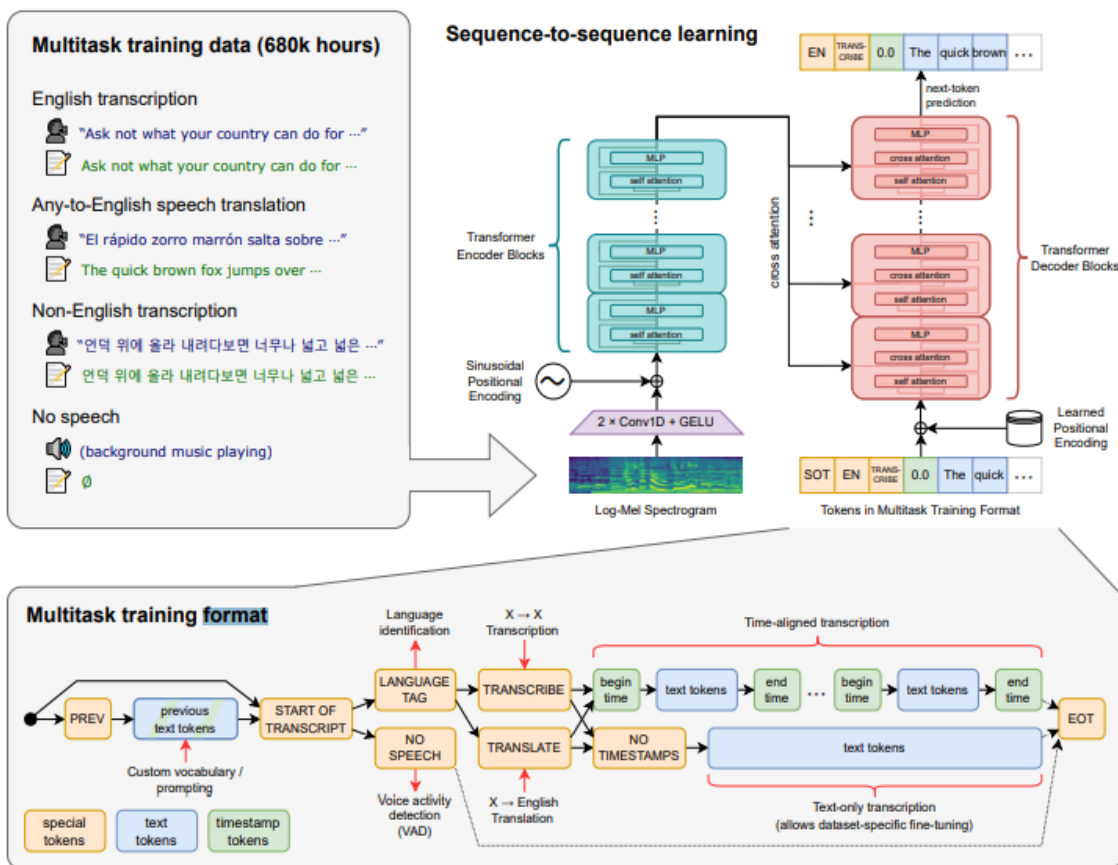 Multitask training data (680k hours)
English transcription
“Ask not what your country can do for ⋯”
Ask not what your country can do for ⋯
Any-to-English speech translation
“El rápido zorro marrón salta sobre ⋯”
The quick brown fox jumps over ⋯
Non-English transcription
“언덕 위에 올라 내려다보면 너무나 넓고 넓은 ⋯”
언덕 위에 올라 내려다보면 너무나 넓고 넓은 ⋯
No speech
(background music playing)
∅
Sequence-to-sequence learning
EN
TRANS-
CRIBE
0.0
The
quick
brown
⋯
next-token
prediction
MLP
self attention
⋯
MLP
self attention
MLP
self attention
Transformer
Encoder Blocks
Sinusoidal
Positional
Encoding
2 × Conv1D + GELU
Log-Mel Spectrogram
cross attention
⋯
MLP
cross attention
self attention
⋯
MLP
cross attention
self attention
MLP
cross attention
self attention
Transformer
Decoder Blocks
Learned
Positional
Encoding
SOT
EN
TRANS-
CRIBE
0.0
The
quick
⋯
Tokens in Multitask Training Format
Multitask training format
PREV
previous
text tokens
Custom vocabulary /
prompting
START OF
TRANSCRIPT
Language
identification
LANGUAGE
TAG
NO
SPEECH
Voice activity
detection
(VAD)
X → X
Transcription
TRANSCRIBE
TRANSLATE
X → English
Translation
NO
TIMESTAMPS
Time-aligned transcription
begin
time
text tokens
end
time
⋯
begin
time
text tokens
end
time
text tokens
Text-only transcription
(allows dataset-specific fine-tuning)
EOT
special
tokens
text
tokens
timestamp
tokens